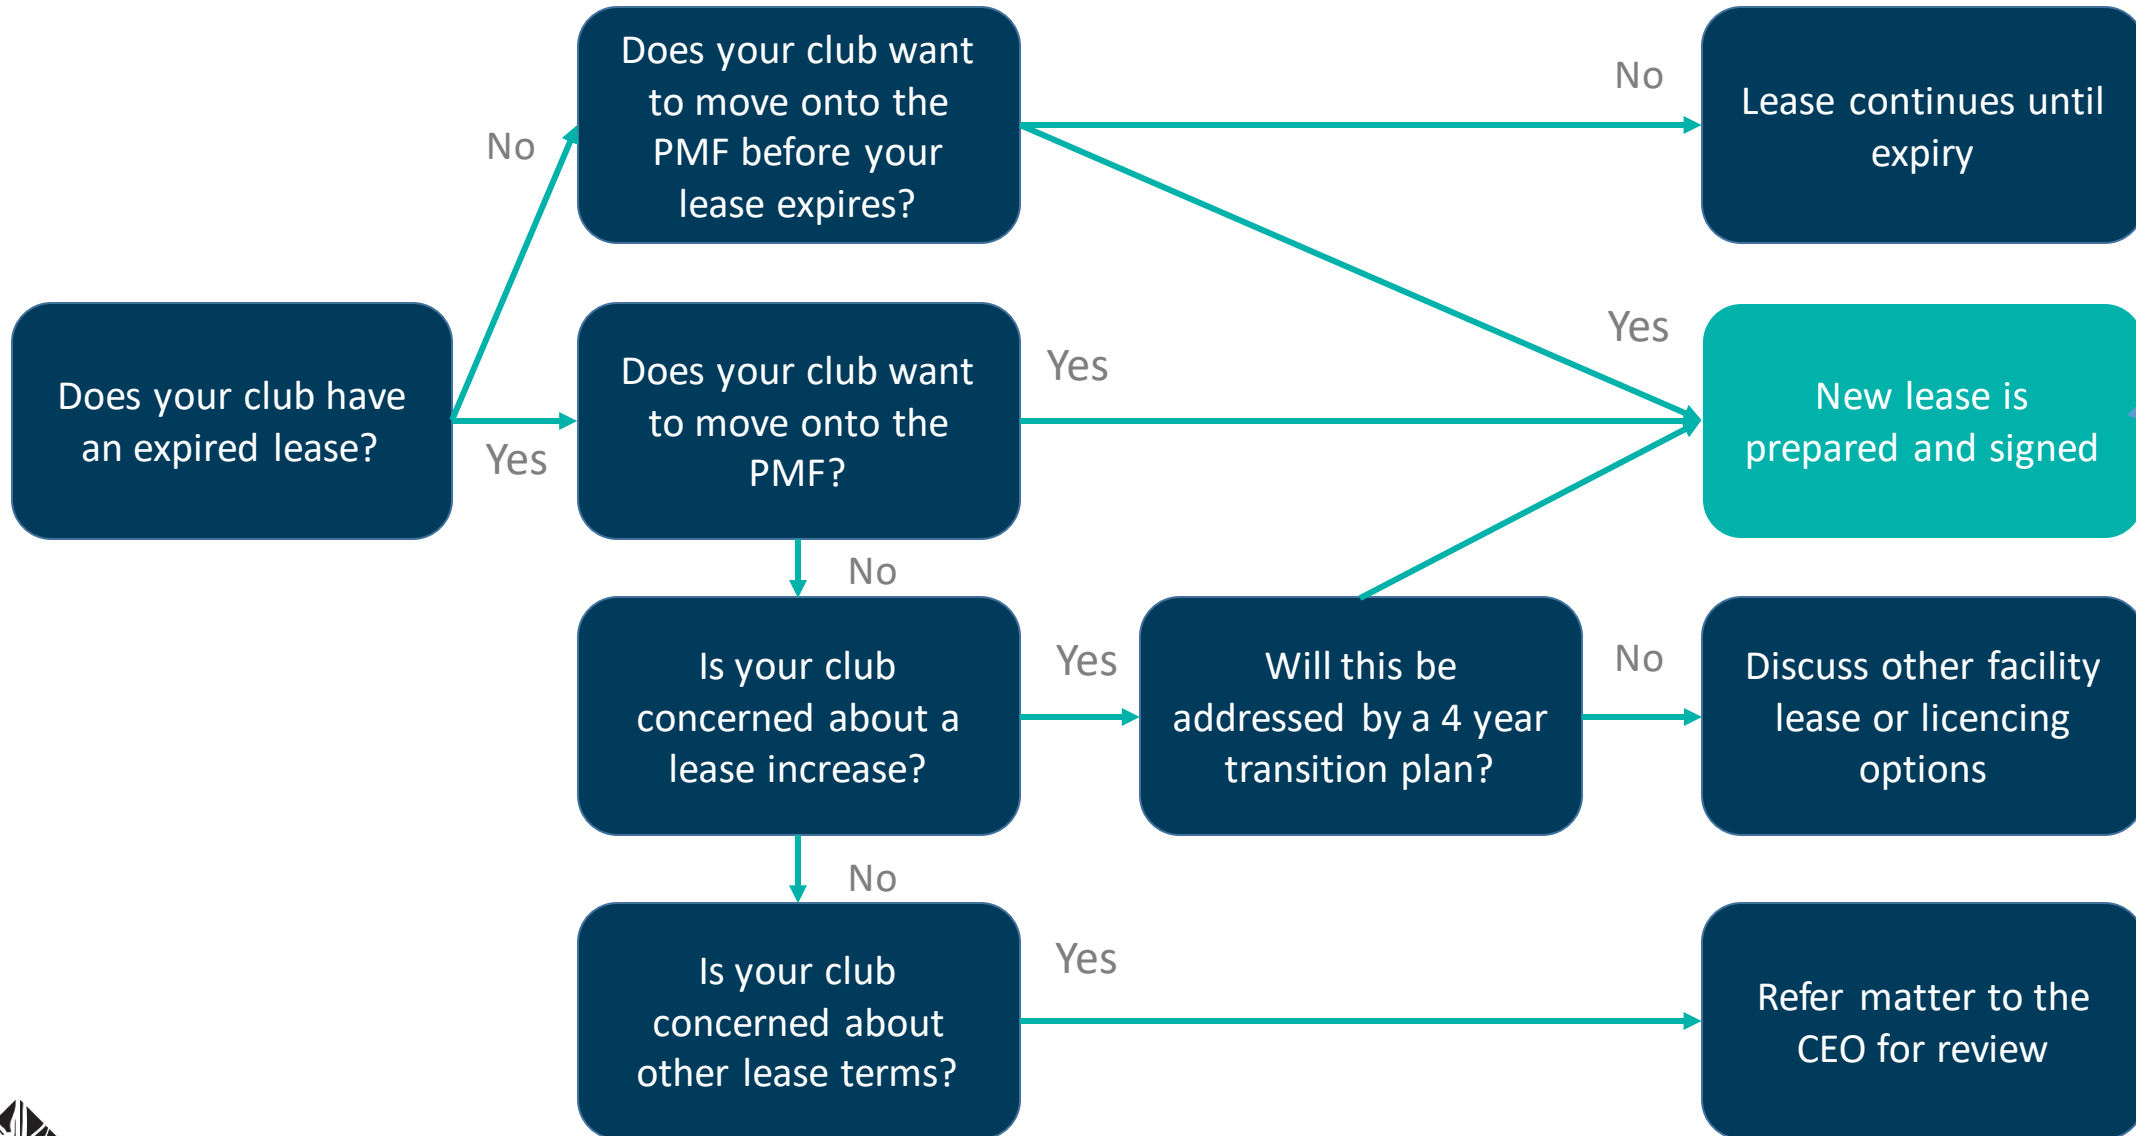 Does your club have
an expired lease?
No
Yes
Does your club want
to move onto the
PMF before your
lease expires?
No
Lease continues until
expiry
Yes
Does your club want
to move onto the
PMF?
Yes
New lease is
prepared and signed
No
Is your club
concerned about a
lease increase?
Yes
Will this be
addressed by a 4 year
transition plan?
No
Discuss other facility
lease or licencing
options
No
Is your club
concerned about
other lease terms?
Yes
Refer matter to the
CEO for review